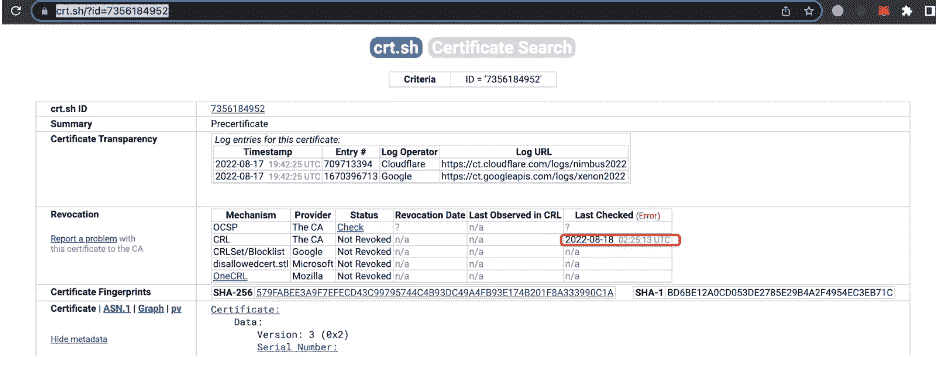 crt.sh/?id=7356184952
crt.sh Certificate Search
Criteria ID = '7356184952'
crt.sh ID 7356184952
Summary Precertificate
Certificate Transparency Log entries for this certificate:
Timestamp Entry # Log Operator Log URL
2022-08-17 19:42:25 UTC 709713394 Cloudflare https://ct.cloudflare.com/logs/nimbus2022
2022-08-17 19:42:25 UTC 1670396713 Google https://ct.googleapis.com/logs/xenon2022
Revocation Mechanism Provider Status Revocation Date Last Observed in CRL Last Checked (Error)
OCSP The CA Check ? n/a ?
Report a problem with CRL The CA Not Revoked n/a n/a 2022-08-18 02:25:13 UTC
this certificate to the CA CRLSet/Blocklist Google Not Revoked n/a n/a n/a
disallowedcert.stl Microsoft Not Revoked n/a n/a n/a
OneCRL Mozilla Not Revoked n/a n/a n/a
Certificate Fingerprints SHA-256 579FABEE3A9F7EFECD43C99795744C4B93DC49A4FB93E174B201F8A333990C1A SHA-1 BD6BE12A0CD053DE2785E29B4A2F4954EC3EB71C
Certificate | ASN.1 | Graph | pv Certificate:
Data:
Version: 3 (0x2)
Hide metadata Serial Number: